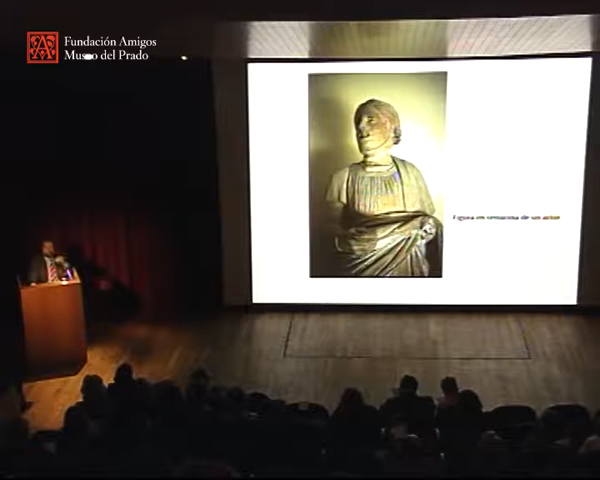 Fundación Amigos
Museo del Prado
Figura en terracota de un actor